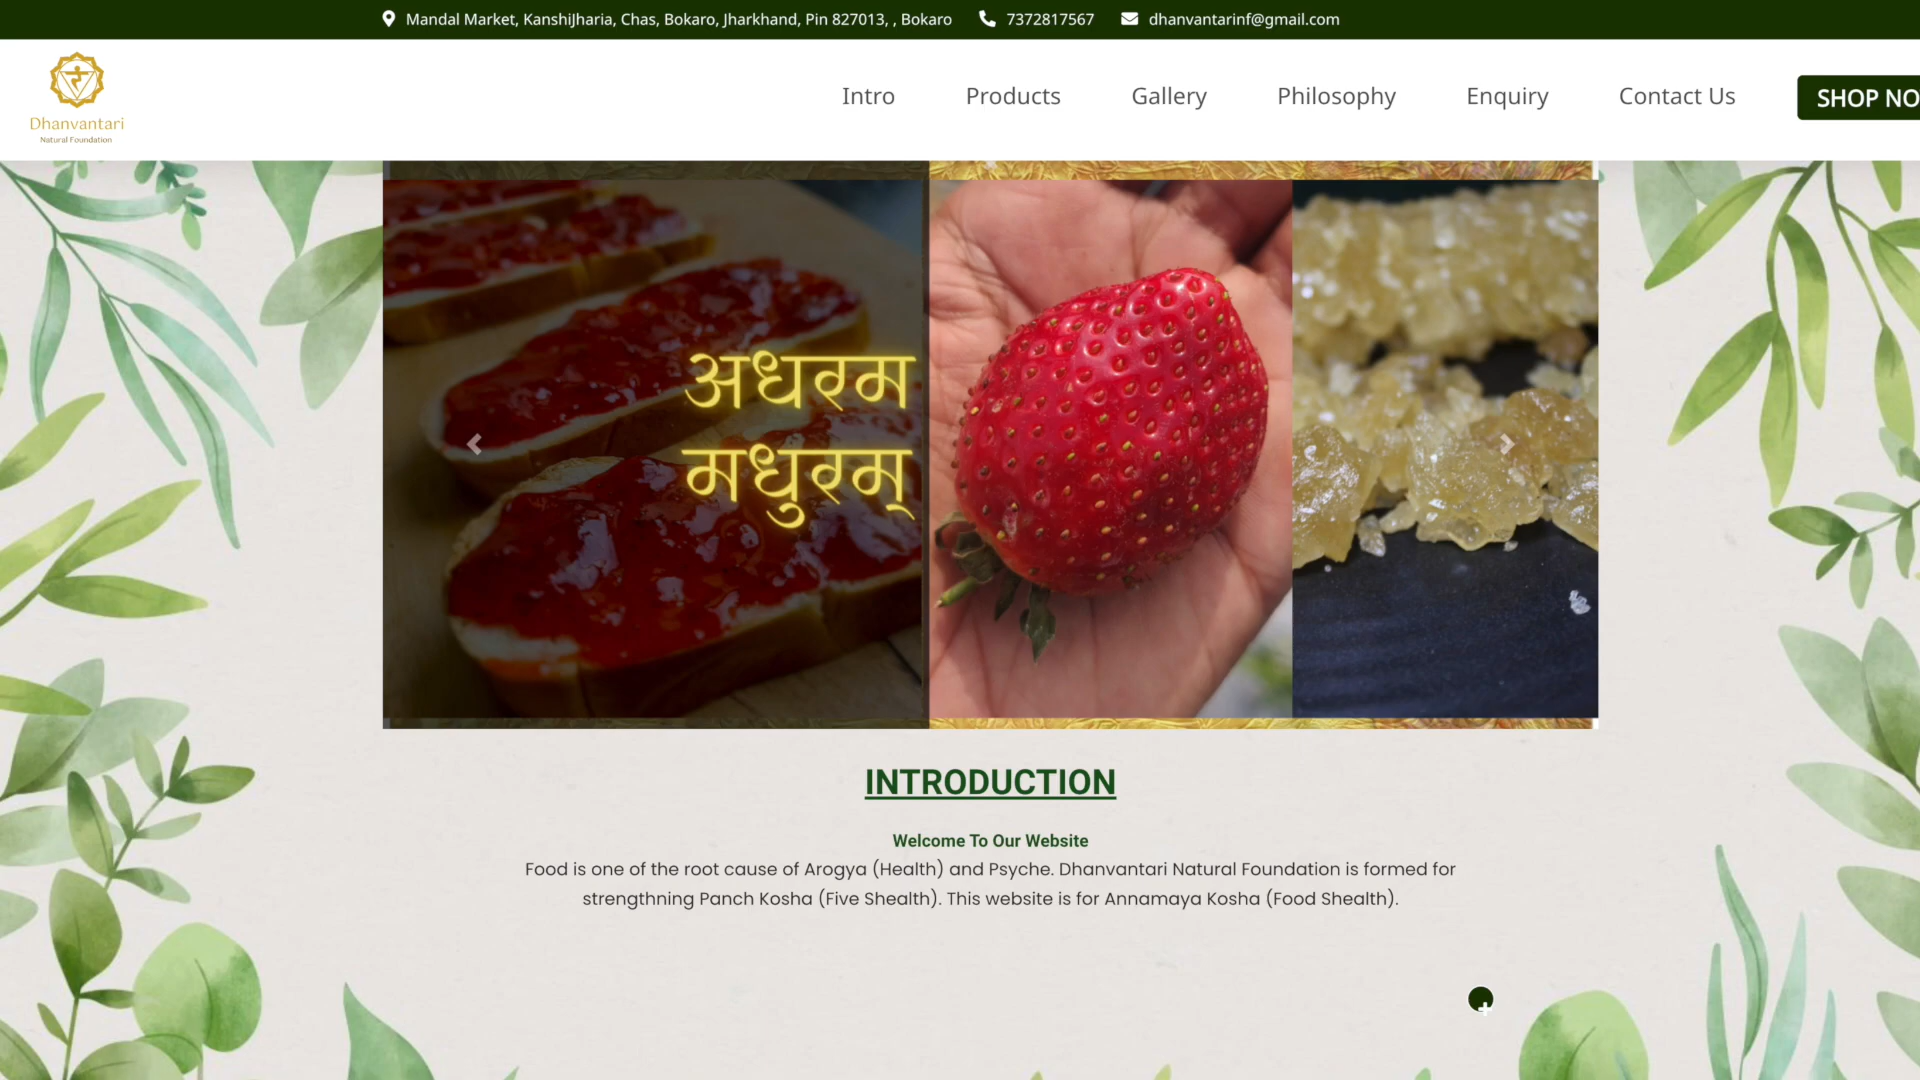 Mandal Market, KanshiJharia, Chas, Bokaro, Jharkhand, Pin 827013, , Bokaro 7372817567 dhanvantarinf@gmail.com
Dhanvantari
Natural Foundation
Intro Products Gallery Philosophy Enquiry Contact Us SHOP NO
अधरम
मधुरम्
INTRODUCTION
Welcome To Our Website
Food is one of the root cause of Arogya (Health) and Psyche. Dhanvantari Natural Foundation is formed for
strengthning Panch Kosha (Five Shealth). This website is for Annamaya Kosha (Food Shealth).